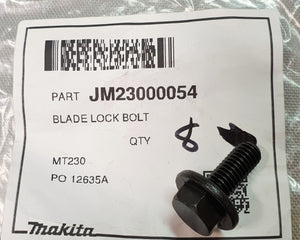 PART JM23000054
BLADE LOCK BOLT
QTY 8
MT230
PO 12635A
makita